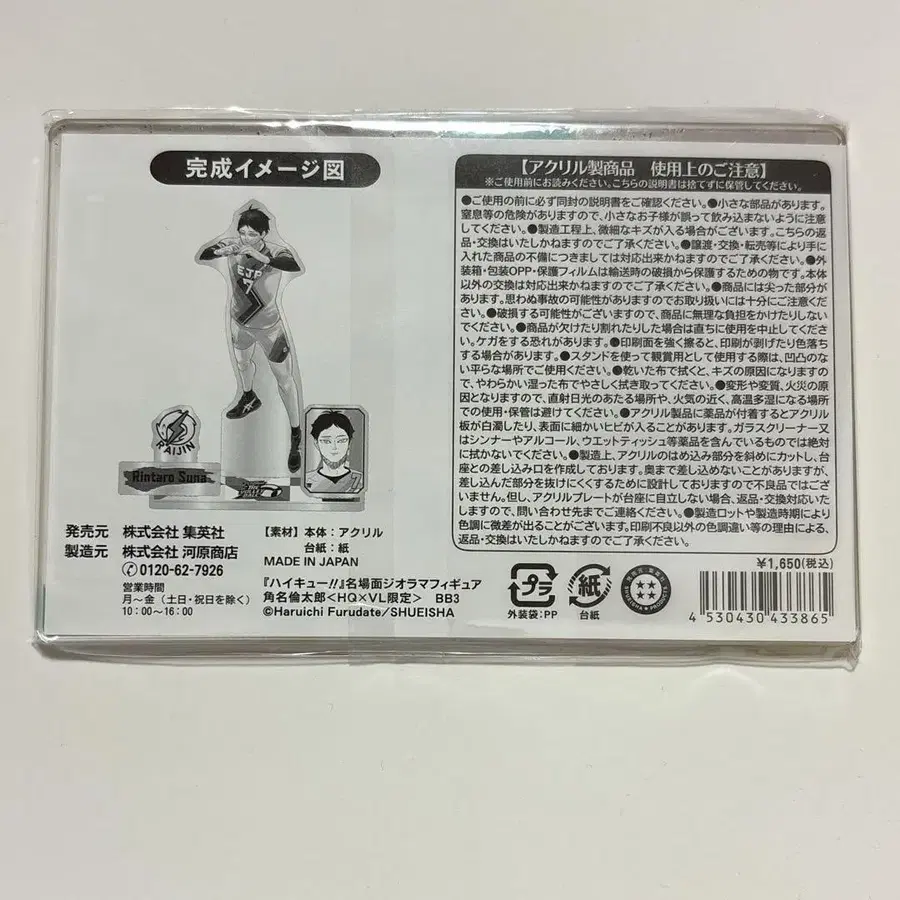 完成イメージ図
EJP
7
RAIJIN
Rintaro Suna
7
発売元 株式会社 集英社
製造元 株式会社 河原商店
0120-62-7926
営業時間
月〜金(土日・祝日を除く)
10:00〜16:00
【素材】本体:アクリル
台紙:紙
MADE IN JAPAN
『ハイキュー!!』名場面ジオラマフィギュア
角名倫太郎<HQ×VL限定> BB3
©Haruichi Furudate/SHUEISHA
【アクリル製商品 使用上のご注意】
※ご使用前にお読みください。こちらの説明書は捨てずに保管してください。
●ご使用の前に必ず同封の説明書をご確認ください。●小さな部品があります。
窒息等の危険がありますので、小さなお子様が誤って飲み込まないように注意
してください。●製造工程上、微細なキズが入る場合がございます。こちらの返
品・交換はいたしかねますのでご了承ください。●譲渡・交換・転売等により手に
入れた商品の不備につきましては対応出来かねますのでご了承ください。●外
装箱・包装OPP・保護フィルムは輸送時の破損から保護するための物です。本体
以外の交換は対応出来かねますのでご了承ください。●商品には尖った部分が
あります。思わぬ事故の可能性がありますのでお取り扱いには十分にご注意くだ
さい。●破損する可能性がございますので、商品に無理な負担をかけたりしない
でください。●商品が欠けたり割れたりした場合は直ちに使用を中止してくださ
い。ケガをする恐れがあります。●印刷面を強く擦ると、印刷が剥げたり色落ち
する場合があります。●スタンドを使って観賞用として使用する際は、凹凸のな
い平らな場所でご使用ください。●乾いた布で拭くと、キズの原因になりますの
で、やわらかい湿った布でやさしく拭き取ってください。●変形や変質、火災の原
因となりますので、直射日光のあたる場所や、火気の近く、高温多湿になる場所
での使用・保管は避けてください。●アクリル製品に薬品が付着するとアクリル
板が白濁したり、表面に細かいヒビが入ることがあります。ガラスクリーナー又は
シンナーやアルコール、ウエットティッシュ等薬品を含んでいるものでは絶対
に拭かないでください。●製造上、アクリルのはめ込み部分を斜めにカットし、台
座との差し込み口を作成しております。奥まで差し込めないことがありますが、
差し込んだ部分を抜けにくくするために設計しておりますので不良品ではござ
いません。但し、アクリルプレートが台座に自立しない場合、返品・交換対応いた
しますので、問い合わせ先までご連絡ください。●製造ロットや製造時期により
色調に微差が出ることがございます。印刷不良以外の色調違い等の理由による、
返品・交換はいたしかねますのでご了承ください。
¥1,650(税込)
プラ
外装袋:PP
紙
台紙
SHUEISHA PRODUCTS
4 530430 433865